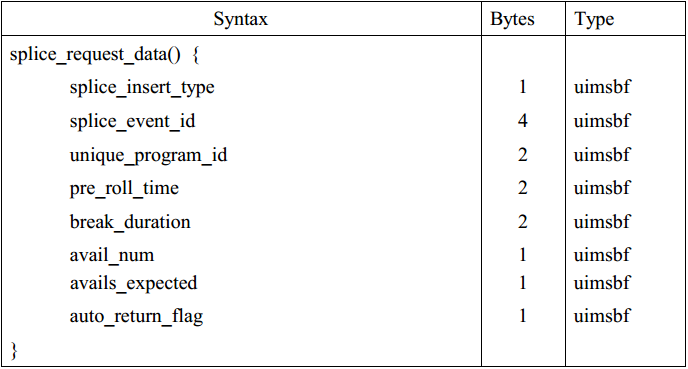 Syntax Bytes Type
splice_request_data() {
splice_insert_type 1 uimsbf
splice_event_id 4 uimsbf
unique_program_id 2 uimsbf
pre_roll_time 2 uimsbf
break_duration 2 uimsbf
avail_num 1 uimsbf
avails_expected 1 uimsbf
auto_return_flag 1 uimsbf
}